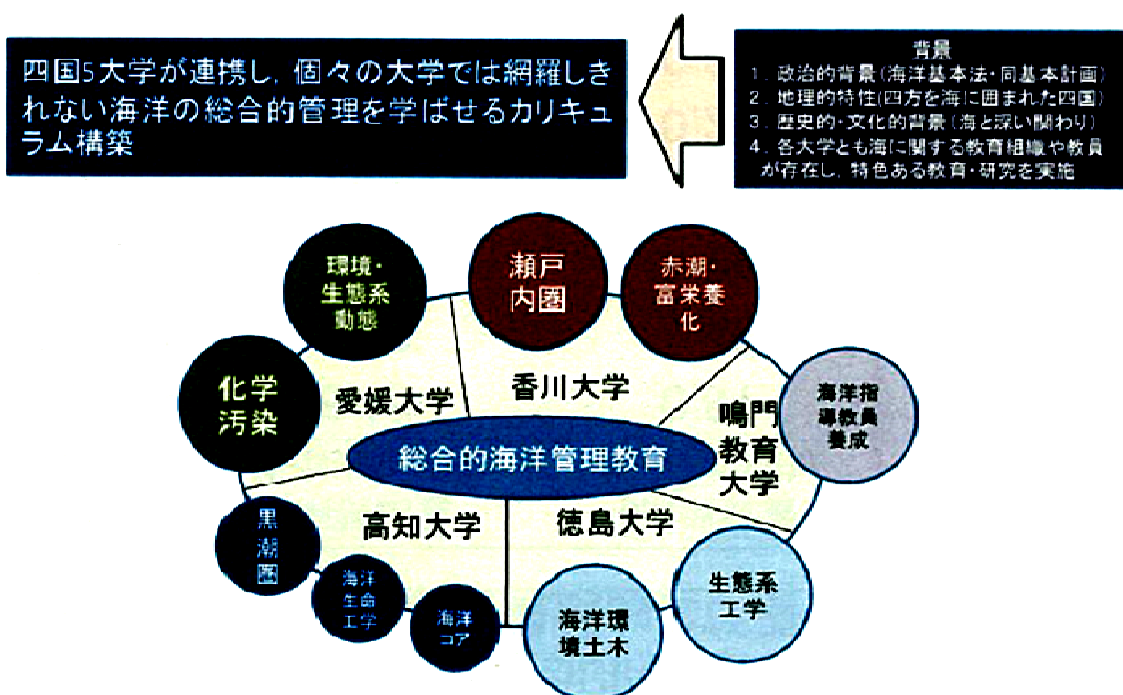 四国5大学が連携し，個々の大学では網羅しき
れない海洋の総合的管理を学ばせるカリキュ
ラム構築
背景
1．政治的背景(海洋基本法・同基本計画)
2．地理的特性(四方を海に囲まれた四国)
3．歴史的・文化的背景(海と深い関わり)
4．各大学とも海に関する教育組織や教員
が存在し，特色ある教育・研究を実施
環境・
生態系
動態
瀬戸
内圏
赤潮・
富栄養
化
化学
汚染
愛媛大学
香川大学
鳴門
教育
大学
海洋指
導教員
養成
総合的海洋管理教育
高知大学
徳島大学
黒
潮
圏
海洋
生命
工学
海洋
コア
海洋環
境土木
生態系
工学